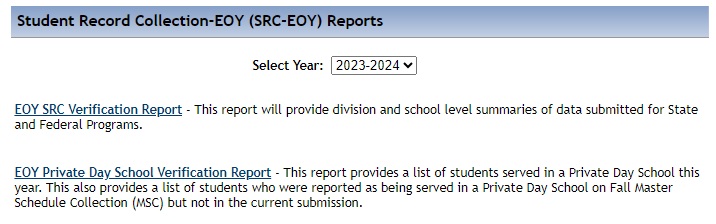 Student Record Collection-EOY (SRC-EOY) Reports
Select Year: 2023-2024
EOY SRC Verification Report - This report will provide division and school level summaries of data submitted for State
and Federal Programs.
EOY Private Day School Verification Report - This report provides a list of students served in a Private Day School this
year. This also provides a list of students who were reported as being served in a Private Day School on Fall Master
Schedule Collection (MSC) but not in the current submission.